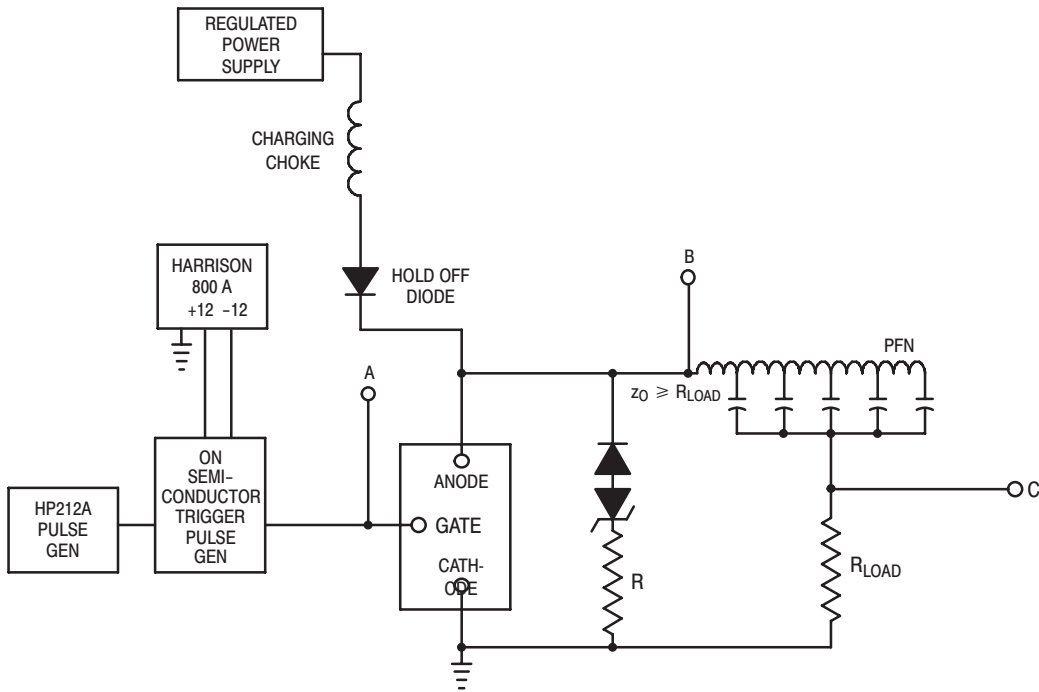 REGULATED
POWER
SUPPLY
CHARGING
CHOKE
HARRISON
800 A
+12 −12
HOLD OFF
DIODE
A
B
PFN
zO ≥ RLOAD
ON
SEMI−
CONDUCTOR
TRIGGER
PULSE
GEN
HP212A
PULSE
GEN
ANODE
GATE
CATH-
ODE
R
RLOAD
C